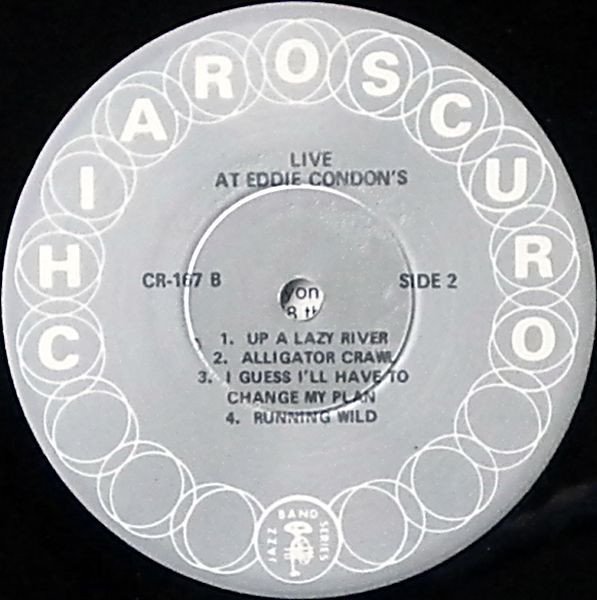 CHIAROSCURO
LIVE
AT EDDIE CONDON'S
CR-167 B
SIDE 2
1. UP A LAZY RIVER
2. ALLIGATOR CRAWL
3. I GUESS I'LL HAVE TO
CHANGE MY PLAN
4. RUNNING WILD
JAZZ BAND SERIES
yon